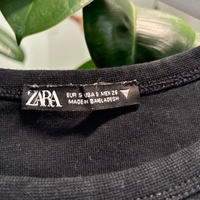 ZARA
EUR S USA S MEX 26
MADE IN BANGLADESH